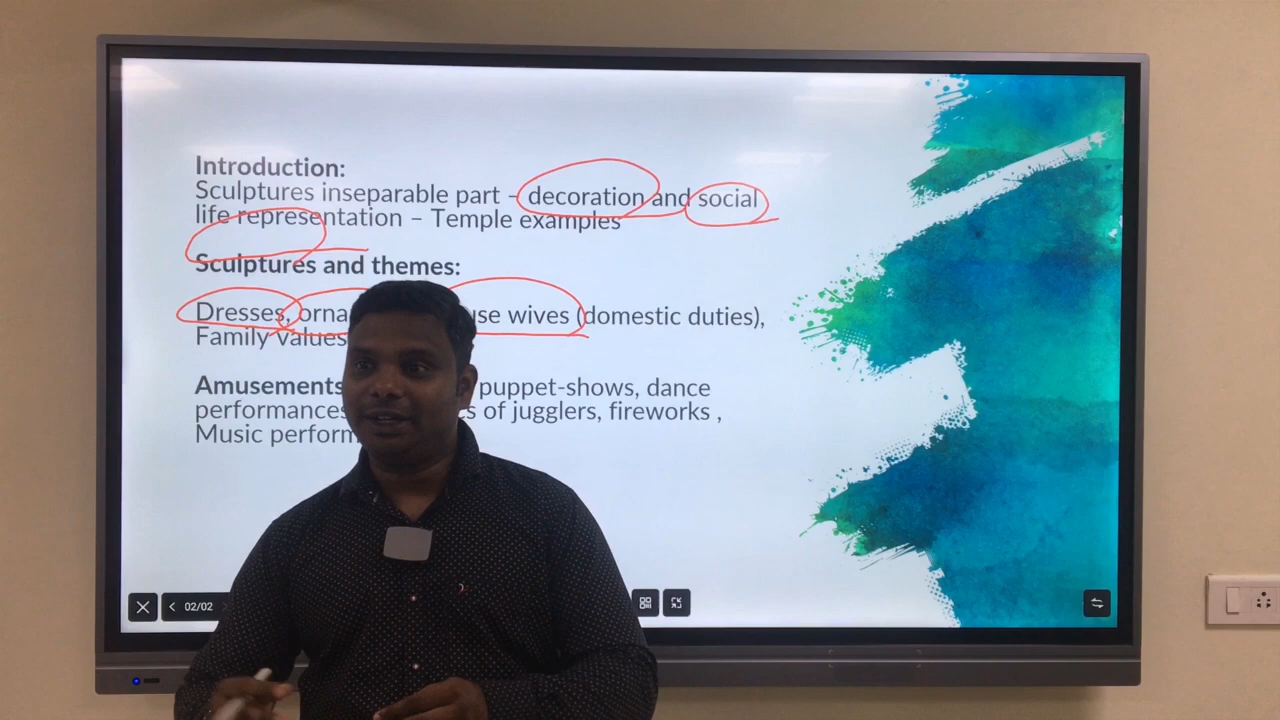 Introduction:
Sculptures inseparable part – decoration and social
life representation – Temple examples
Sculptures and themes:
Dresses, wives (domestic duties),
Family values
Amusements puppet-shows, dance
performances of jugglers, fireworks ,
Music
02/02